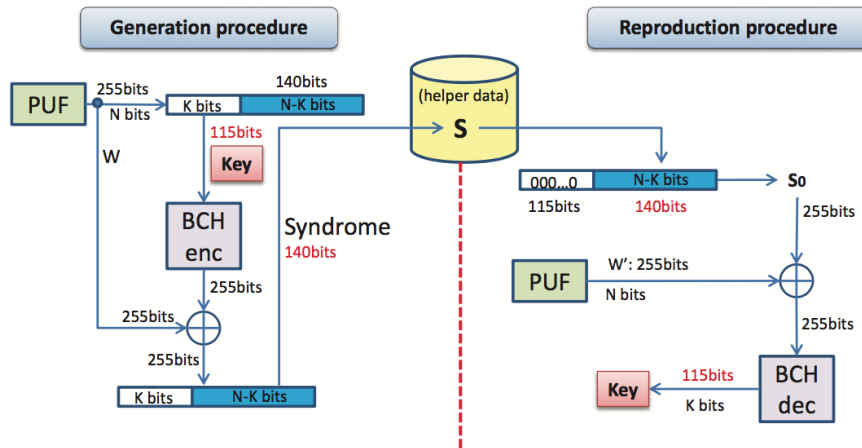 Generation procedure
Reproduction procedure
PUF
255bits
N bits
140bits
K bits
N-K bits
W
115bits
Key
BCH
enc
255bits
255bits
255bits
K bits
N-K bits
Syndrome
140bits
(helper data)
S
000...0
N-K bits
115bits
140bits
So
255bits
PUF
W': 255bits
N bits
255bits
BCH
dec
115bits
K bits
Key